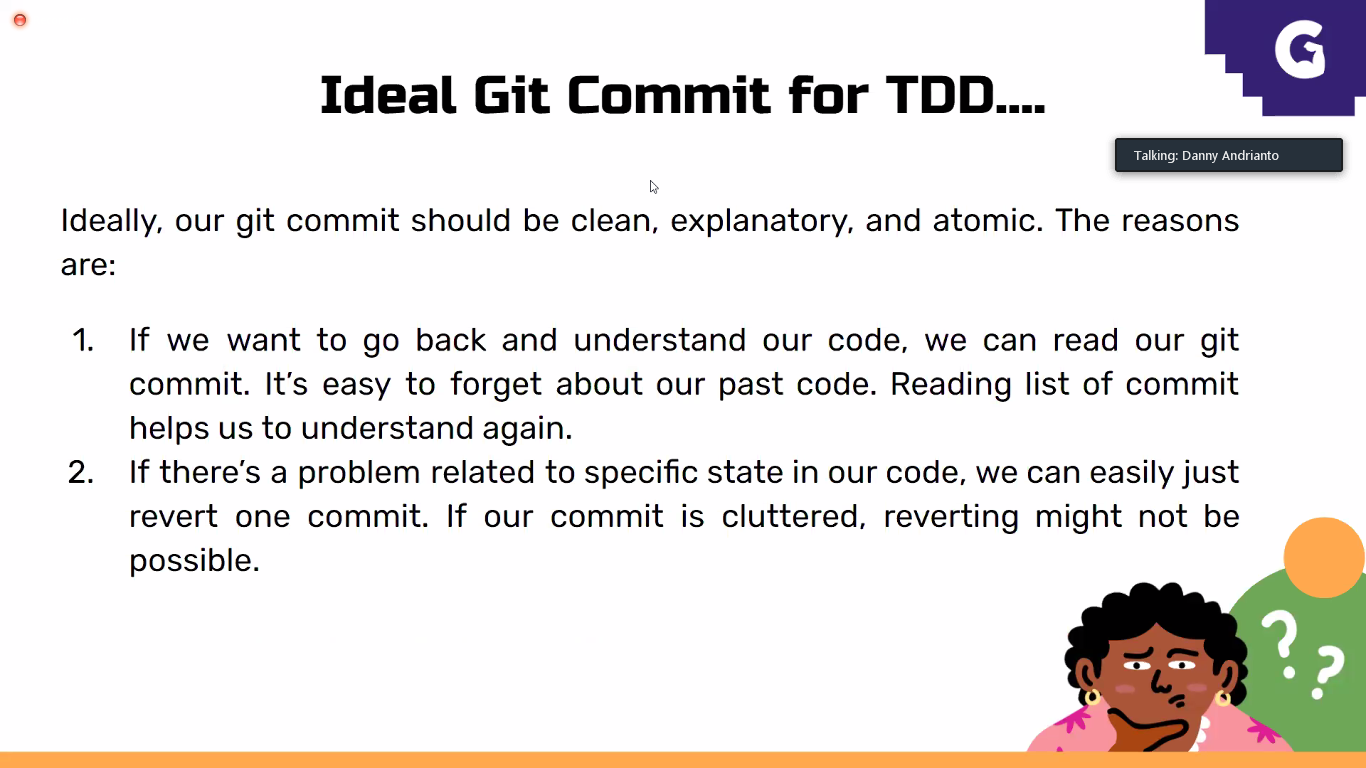 G
Ideal Git Commit for TDD....
Talking: Danny Andrianto
Ideally, our git commit should be clean, explanatory, and atomic. The reasons
are:
1. If we want to go back and understand our code, we can read our git
commit. It’s easy to forget about our past code. Reading list of commit
helps us to understand again.
2. If there’s a problem related to specific state in our code, we can easily just
revert one commit. If our commit is cluttered, reverting might not be
possible.
? ?